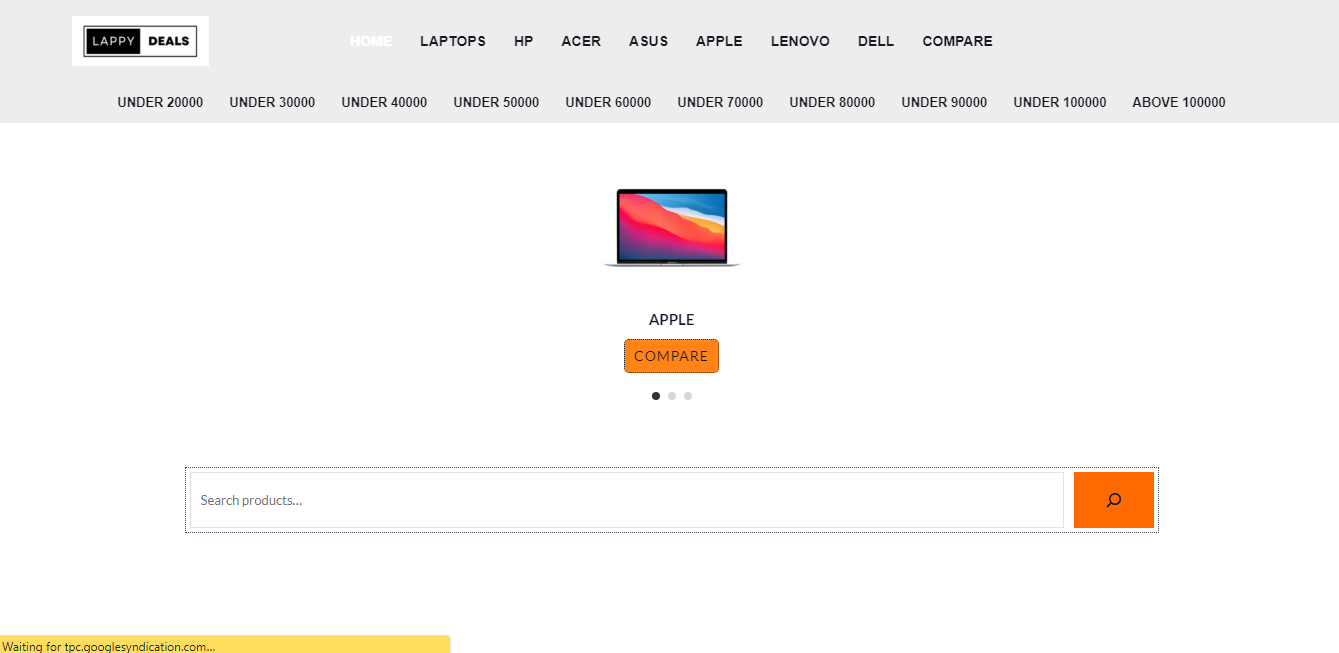 LAPPY DEALS
HOME LAPTOPS HP ACER ASUS APPLE LENOVO DELL COMPARE
UNDER 20000 UNDER 30000 UNDER 40000 UNDER 50000 UNDER 60000 UNDER 70000 UNDER 80000 UNDER 90000 UNDER 100000 ABOVE 100000
APPLE
COMPARE
Search products...
Waiting for tpc.googlesyndication.com...